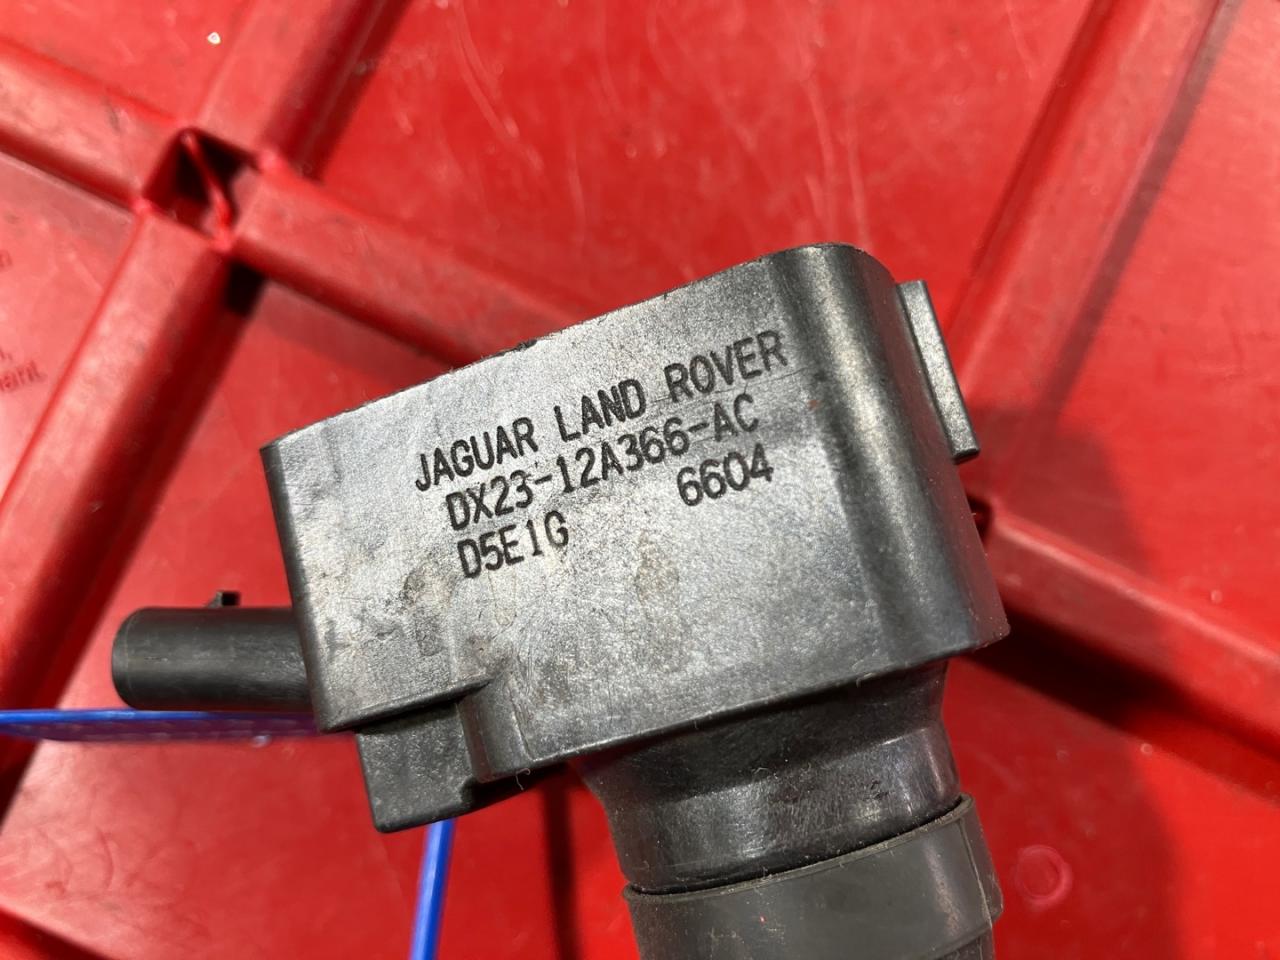 JAGUAR LAND ROVER
DX23-12A366-AC
D5E1G 6604